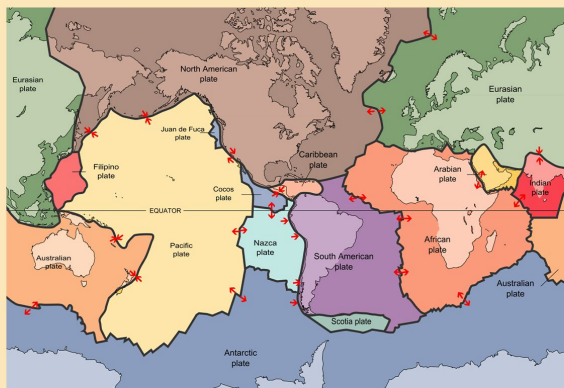 Eurasian
plate
North American
plate
Eurasian
plate
Juan de Fuca
plate
Filipino
plate
Caribbean
plate
Arabian
plate
Indian
plate
Cocos
plate
EQUATOR
Australian
plate
Pacific
plate
Nazca
plate
South American
plate
African
plate
Australian
plate
Scotia plate
Antarctic
plate